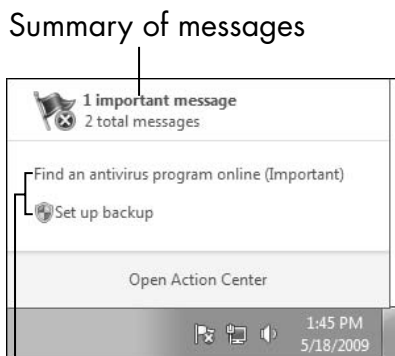 Summary of messages
1 important message
2 total messages
Find an antivirus program online (Important)
Set up backup
Open Action Center
1:45 PM
5/18/2009